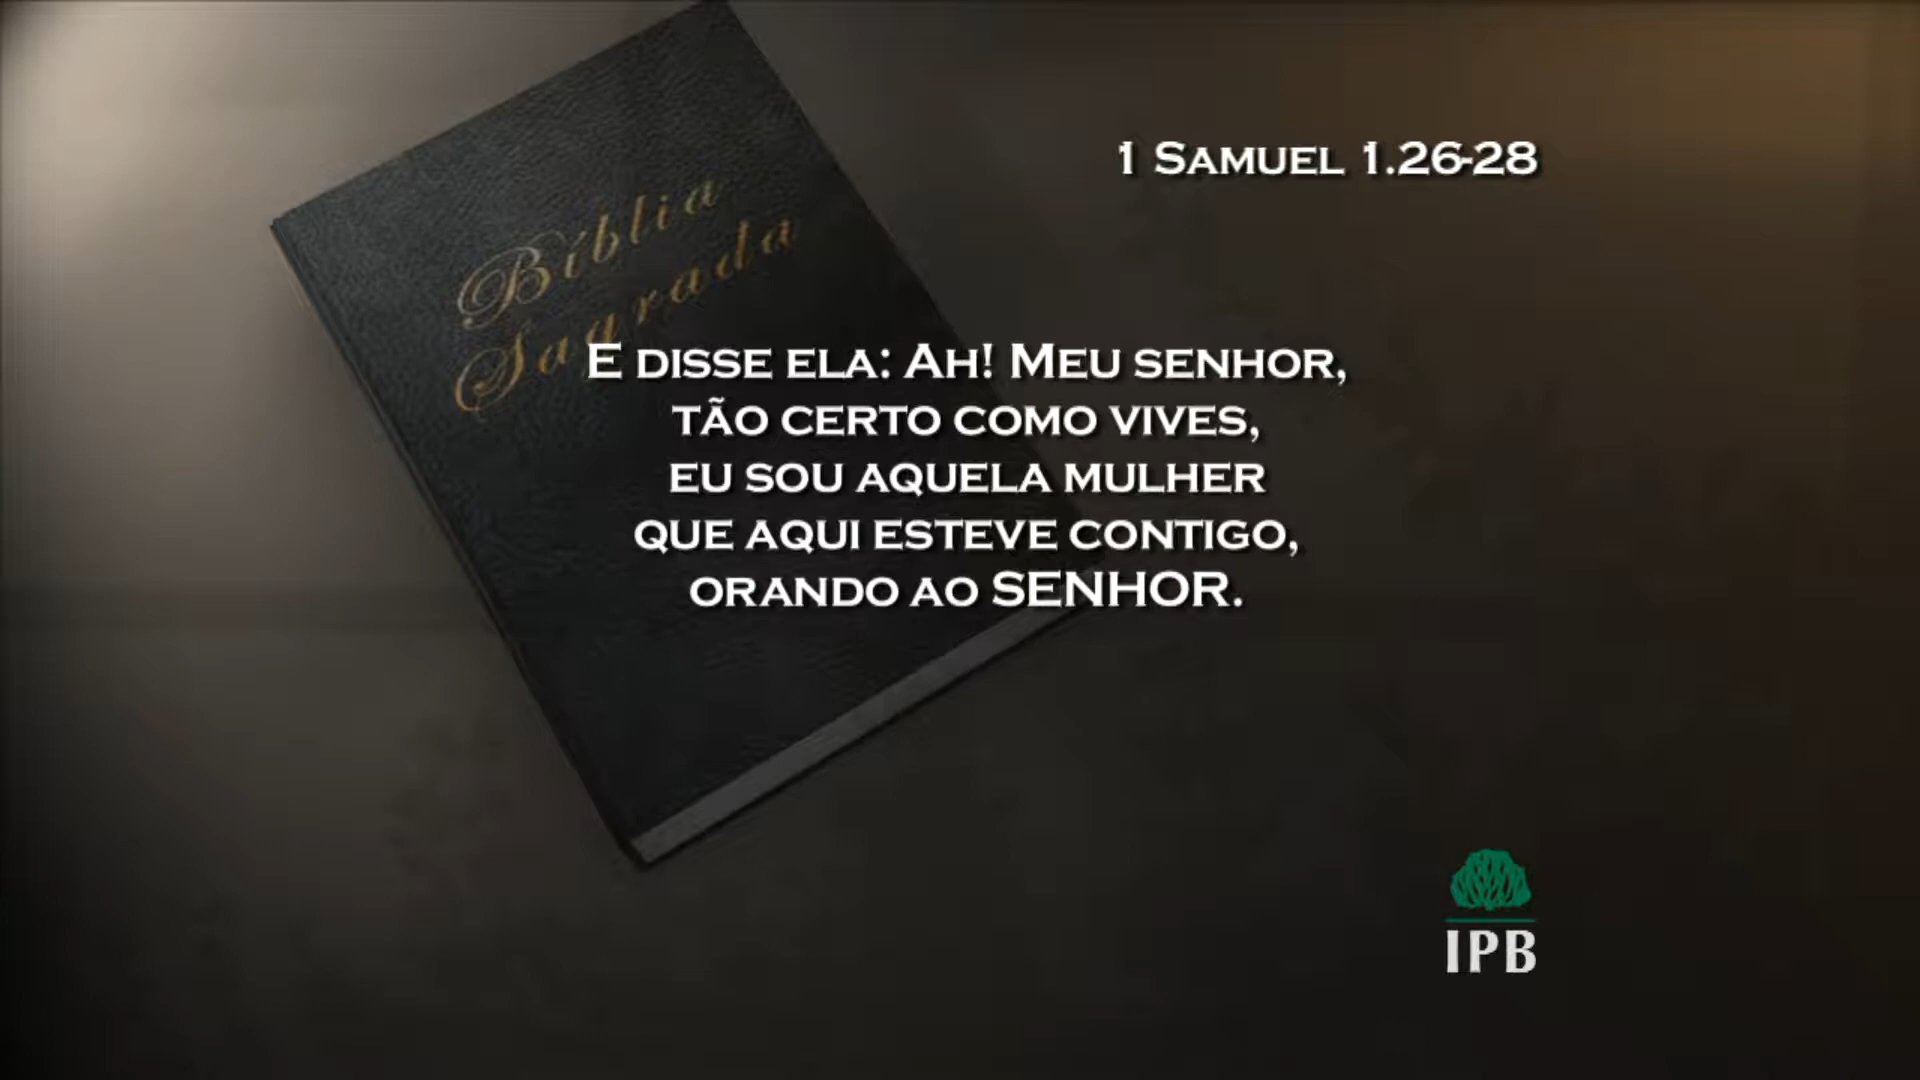 Bíblia
Sagrada
1 Samuel 1.26-28
E disse ela: Ah! Meu senhor,
tão certo como vives,
eu sou aquela mulher
que aqui esteve contigo,
orando ao SENHOR.
IPB